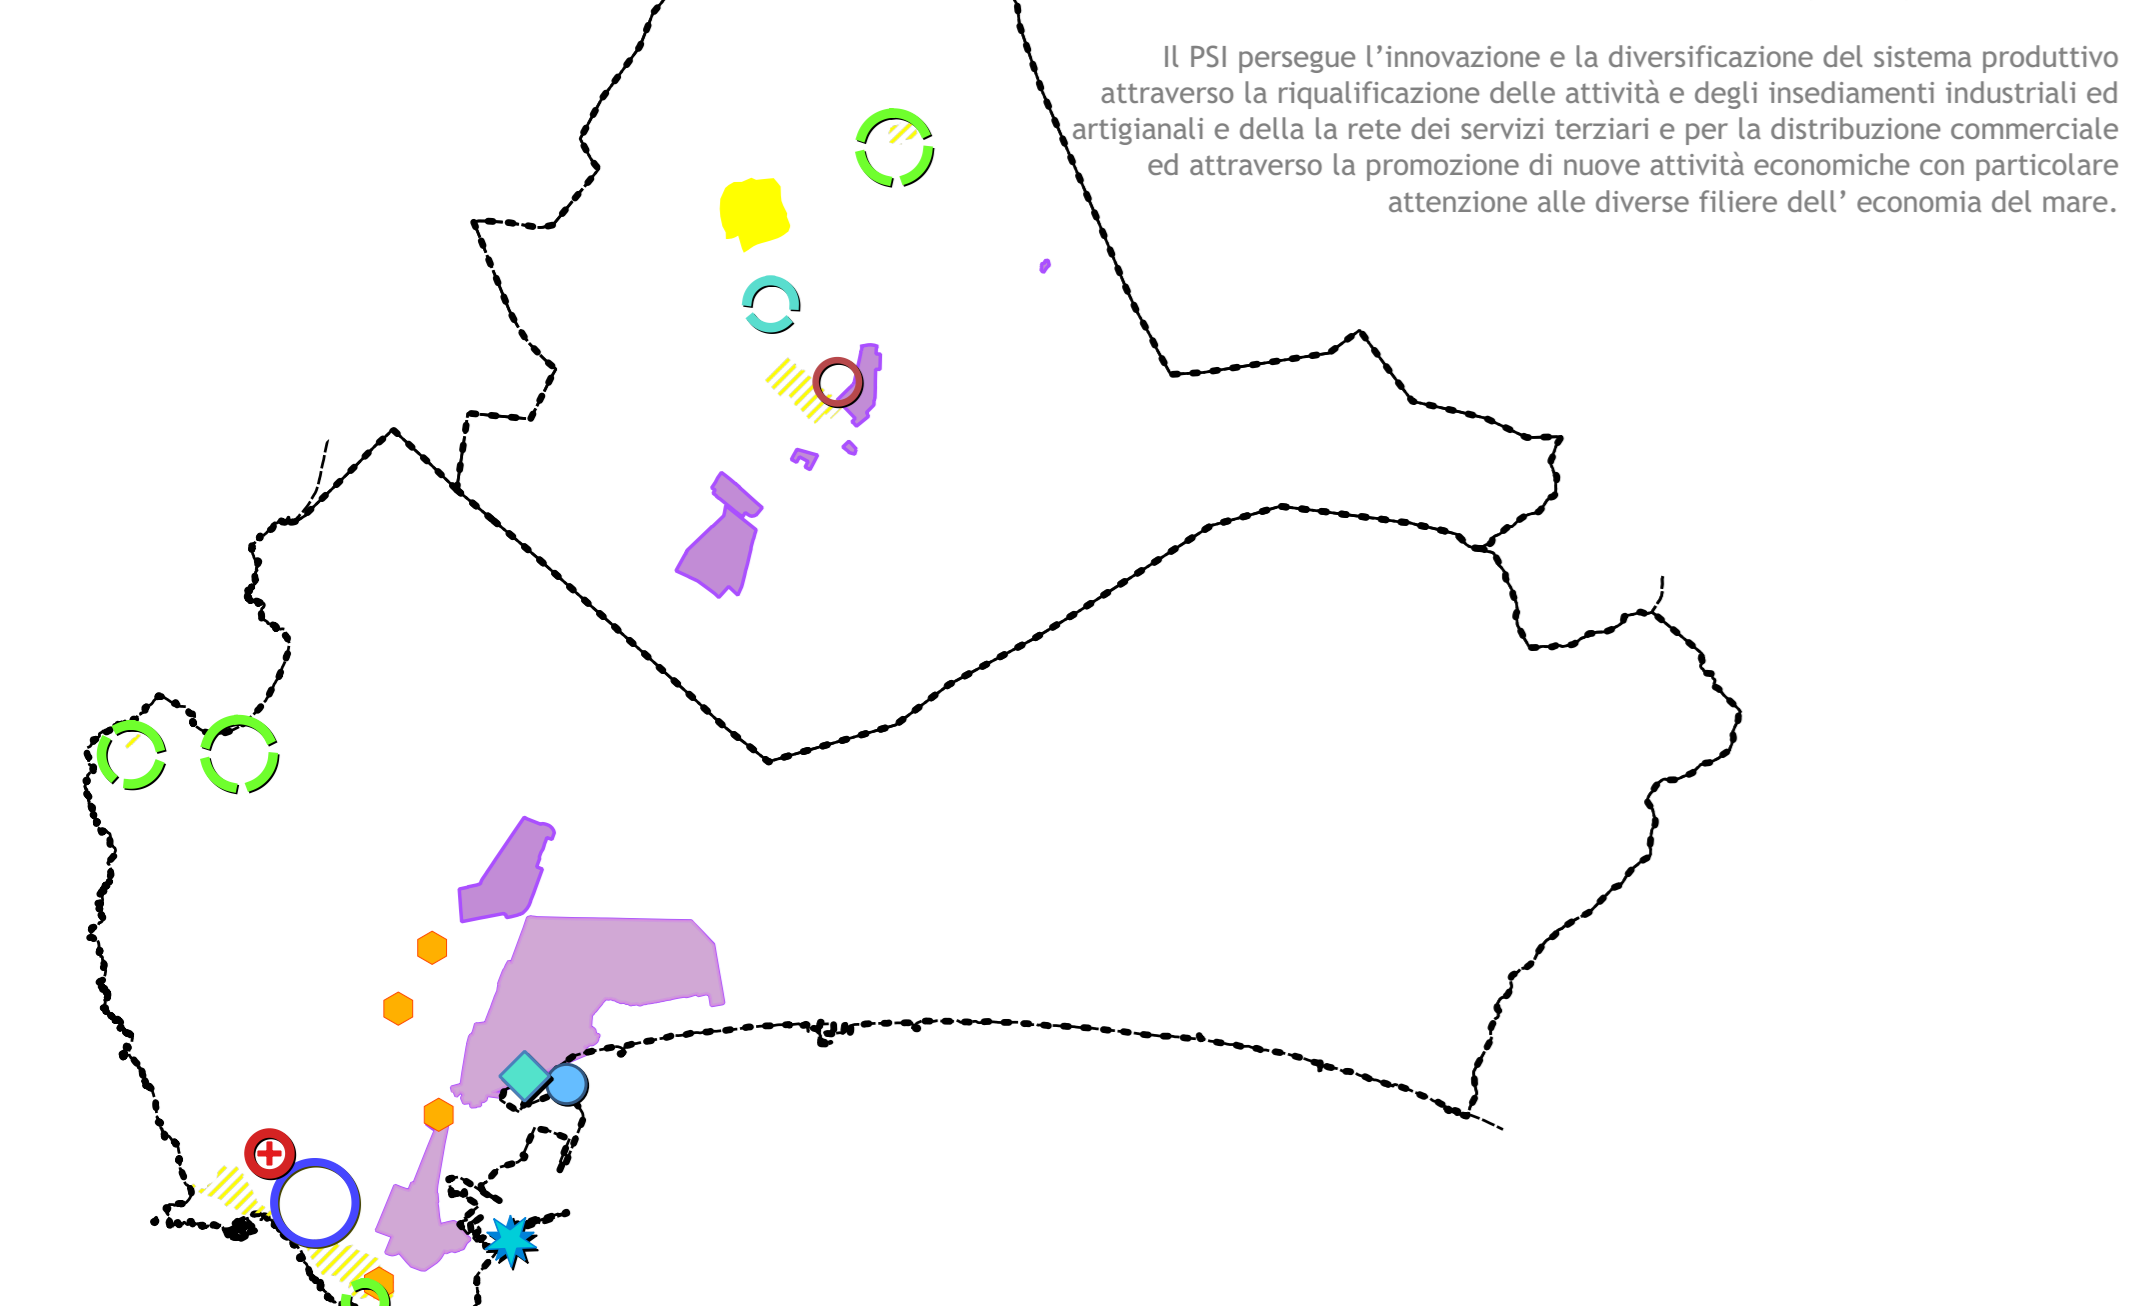 Il PSI persegue l’innovazione e la diversificazione del sistema produttivo
attraverso la riqualificazione delle attività e degli insediamenti industriali ed
artigianali e della la rete dei servizi terziari e per la distribuzione commerciale
ed attraverso la promozione di nuove attività economiche con particolare
attenzione alle diverse filiere dell’ economia del mare.